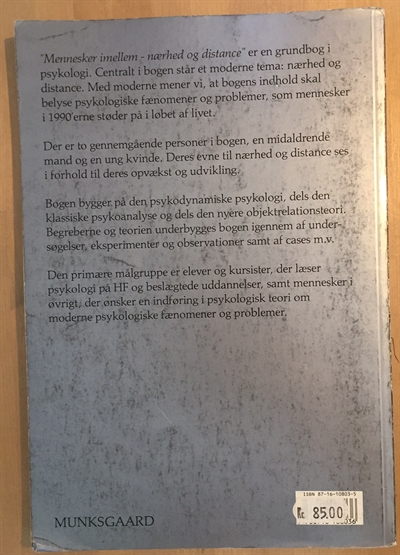 "Mennesker imellem - nærhed og distance" er en grundbog i
psykologi. Centralt i bogen står et moderne tema: nærhed og
distance. Med moderne mener vi, at bogens indhold skal
belyse psykologiske fænomener og problemer, som mennesker
i 1990'erne støder på i løbet af livet.
Der er to gennemgående personer i bogen, en midaldrende
mand og en ung kvinde. Deres evne til nærhed og distance ses
i forhold til deres opvækst og udvikling.
Bogen bygger på den psykodynamiske psykologi, dels den
klassiske psykoanalyse og dels den nyere objektrelationsteori.
Begreberne og teorien underbygges bogen igennem af under-
søgelser, eksperimenter og observationer samt af cases m.v.
Den primære målgruppe er elever og kursister, der læser
psykologi på HF og beslægtede uddannelser, samt mennesker i
øvrigt, der ønsker en indføring i psykologisk teori om
moderne psykologiske fænomener og problemer.
ISBN 87-16-10803-5
Kr. 85.00
MUNKSGAARD